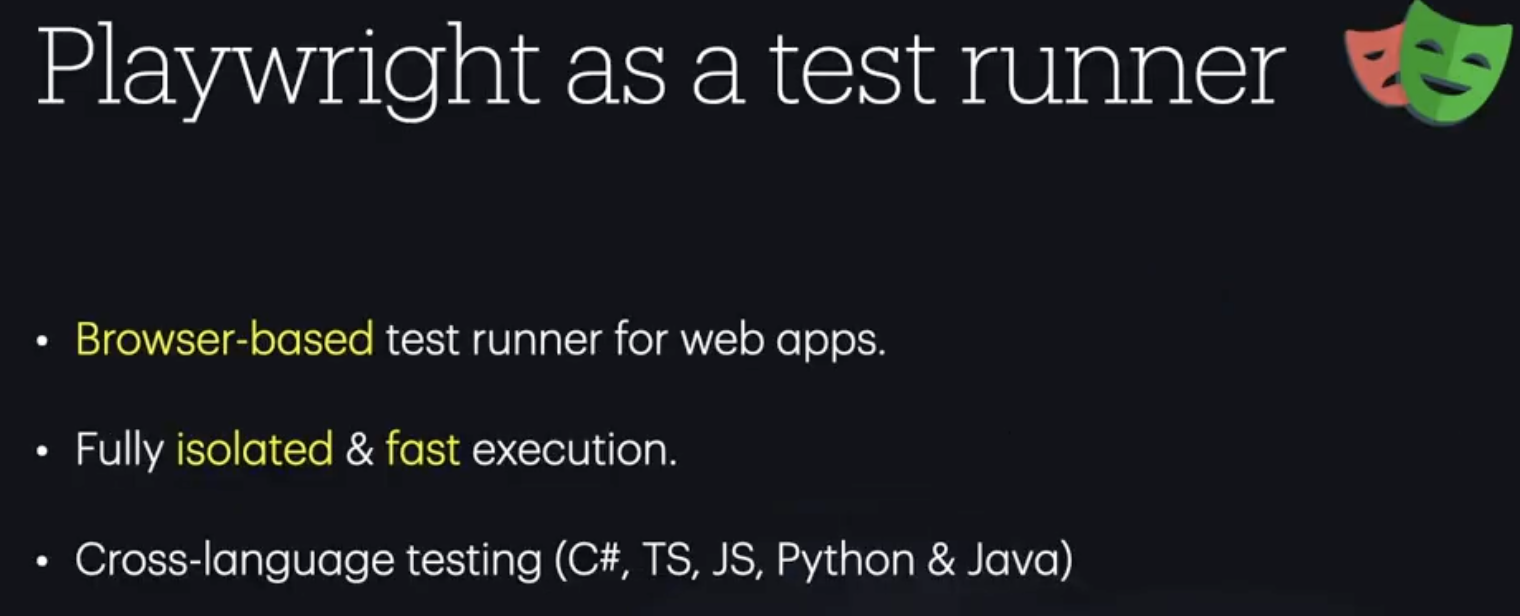 Playwright as a test runner
• Browser-based test runner for web apps.
• Fully isolated & fast execution.
• Cross-language testing (C#, TS, JS, Python & Java)